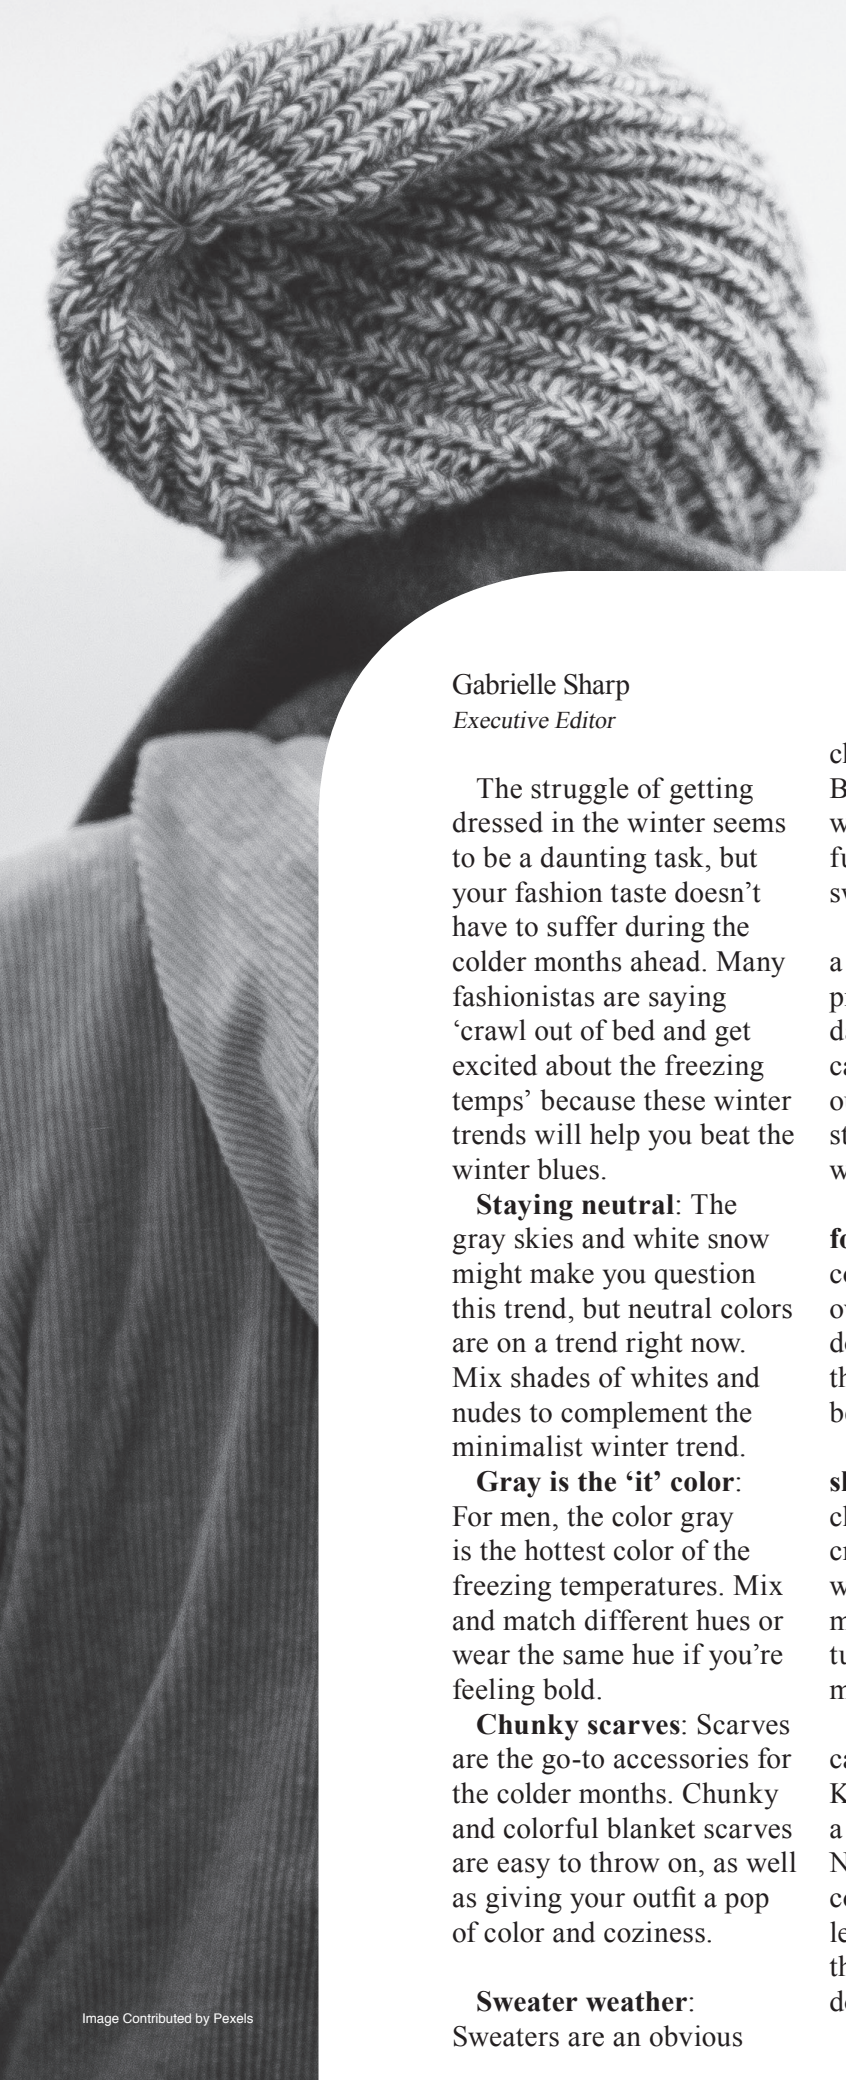 Gabrielle Sharp
Executive Editor
The struggle of getting
dressed in the winter seems
to be a daunting task, but
your fashion taste doesn’t
have to suffer during the
colder months ahead. Many
fashionistas are saying
‘crawl out of bed and get
excited about the freezing
temps’ because these winter
trends will help you beat the
winter blues.
Staying neutral: The
gray skies and white snow
might make you question
this trend, but neutral colors
are on a trend right now.
Mix shades of whites and
nudes to complement the
minimalist winter trend.
Gray is the ‘it’ color:
For men, the color gray
is the hottest color of the
freezing temperatures. Mix
and match different hues or
wear the same hue if you’re
feeling bold.
Chunky scarves: Scarves
are the go-to accessories for
the colder months. Chunky
and colorful blanket scarves
are easy to throw on, as well
as giving your outfit a pop
of color and coziness.
Sweater weather:
Sweaters are an obvious
a
a
Image Contributed by Pexels